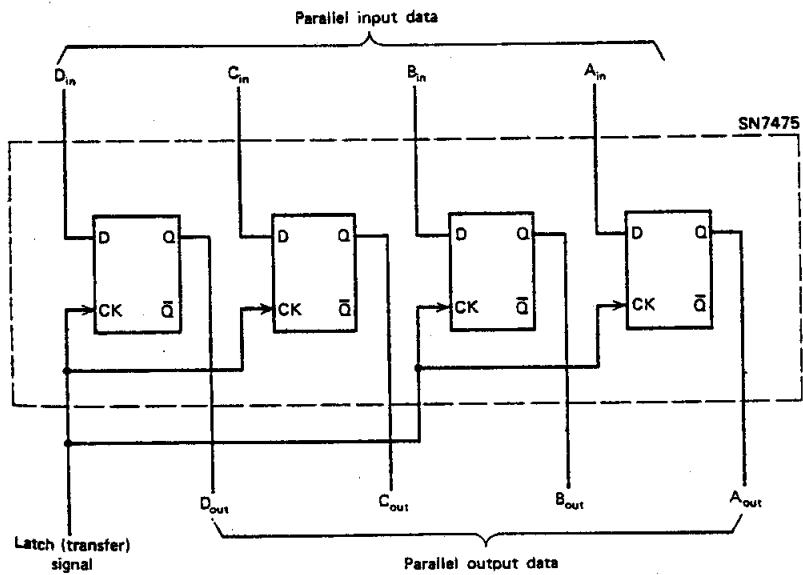 Parallel input data
D_in C_in B_in A_in
SN7475
D Q D Q D Q D Q
CK Q̅ CK Q̅ CK Q̅ CK Q̅
D_out C_out B_out A_out
Latch (transfer)
signal
Parallel output data